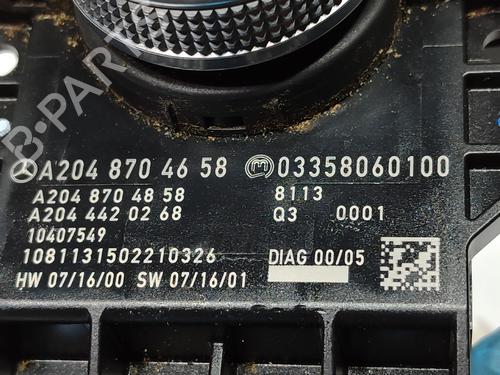 B-PARTS
A204 870 46 58 03358060100
A204 870 48 58 8113
A204 442 02 68 Q3 0001
10407549
1081131502210326 DIAG 00/05
HW 07/16/00 SW 07/16/01